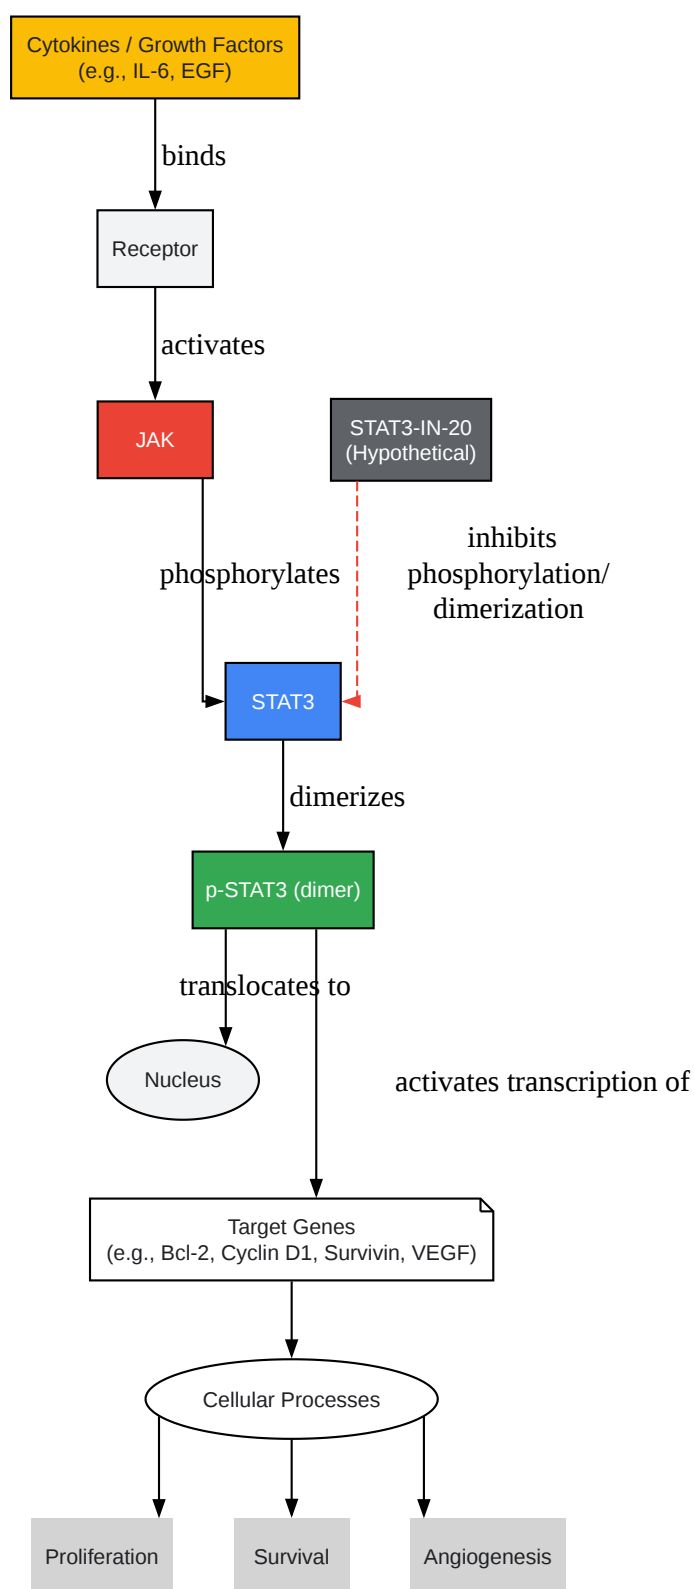 Cytokines / Growth Factors
(e.g., IL-6, EGF)
binds
Receptor
activates
JAK
STAT3-IN-20
(Hypothetical)
phosphorylates
inhibits
phosphorylation/
dimerization
STAT3
dimerizes
p-STAT3 (dimer)
translocates to
Nucleus
activates transcription of
Target Genes
(e.g., Bcl-2, Cyclin D1, Survivin, VEGF)
Cellular Processes
Proliferation
Survival
Angiogenesis